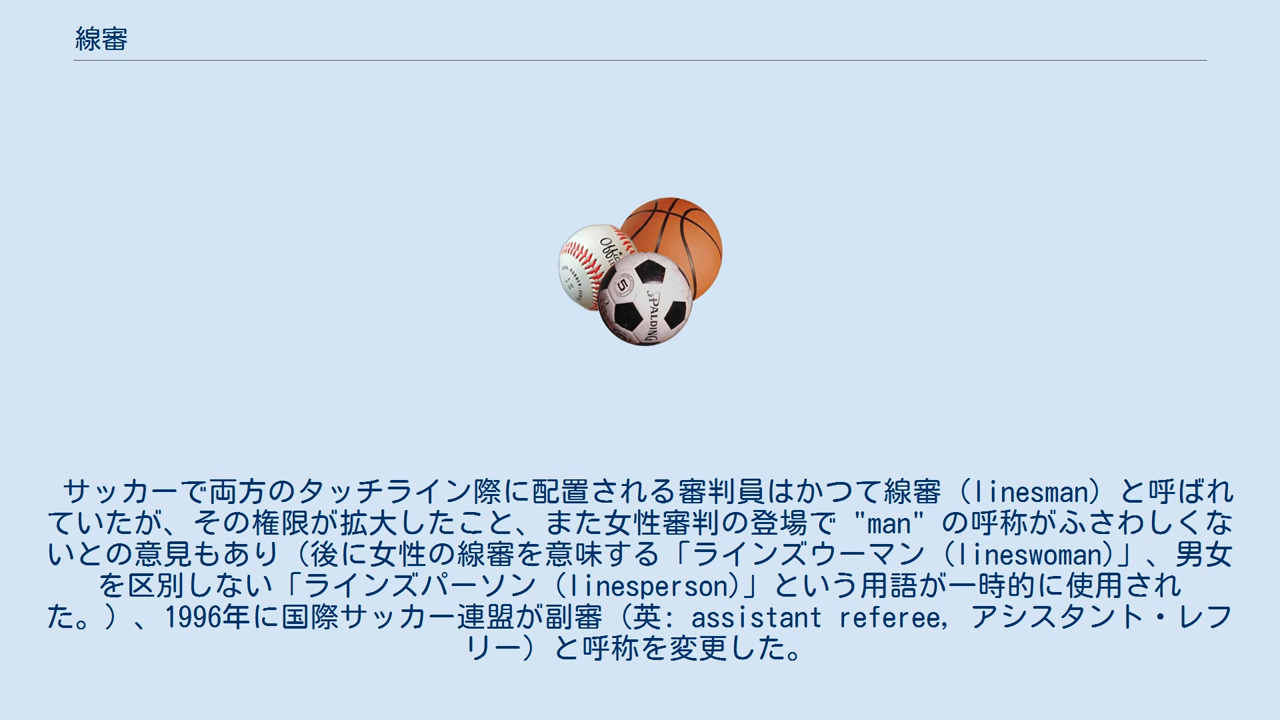 線審
Official
5
SPALDING
サッカーで両方のタッチライン際に配置される審判員はかつて線審（linesman）と呼ばれ
ていたが、その権限が拡大したこと、また女性審判の登場で "man" の呼称がふさわしくな
いとの意見もあり（後に女性の線審を意味する「ラインズウーマン（lineswoman)」、男女
を区別しない「ラインズパーソン（linesperson)」という用語が一時的に使用され
た。）、1996年に国際サッカー連盟が副審（英: assistant referee, アシスタント・レフ
リー）と呼称を変更した。